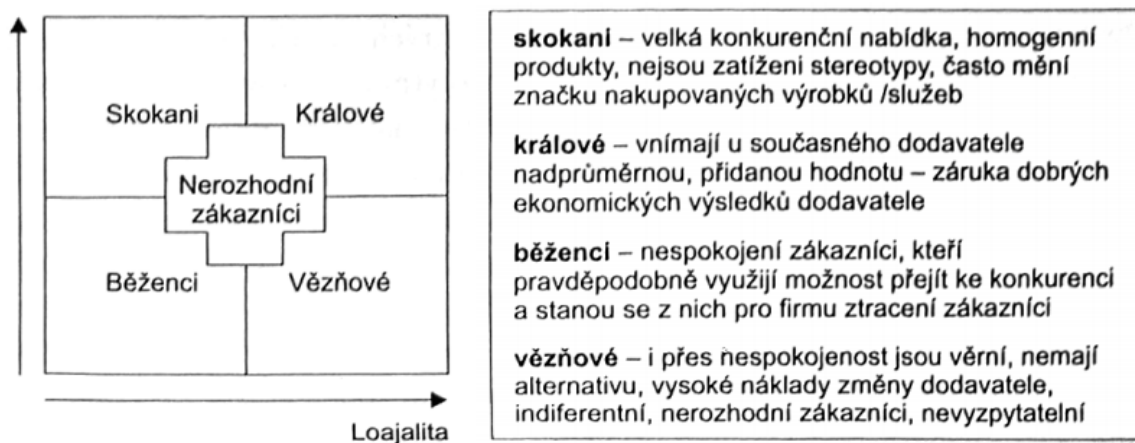 Skokani
Králové
Nerozhodní
zákazníci
Běženci
Vězňové
Loajalita
skokani – velká konkurenční nabídka, homogenní
produkty, nejsou zatíženi stereotypy, často mění
značku nakupovaných výrobků /služeb
králové – vnímají u současného dodavatele
nadprůměrnou, přidanou hodnotu – záruka dobrých
ekonomických výsledků dodavatele
běženci – nespokojení zákazníci, kteří
pravděpodobně využijí možnost přejít ke konkurenci
a stanou se z nich pro firmu ztracení zákazníci
vězňové – i přes nespokojenost jsou věrní, nemají
alternativu, vysoké náklady změny dodavatele,
indiferentní, nerozhodní zákazníci, nevyzpytatelní